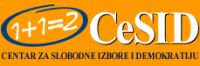 1+1=2 CeSID
CENTAR ZA SLOBODNE IZBORE I DEMOKRATIJU